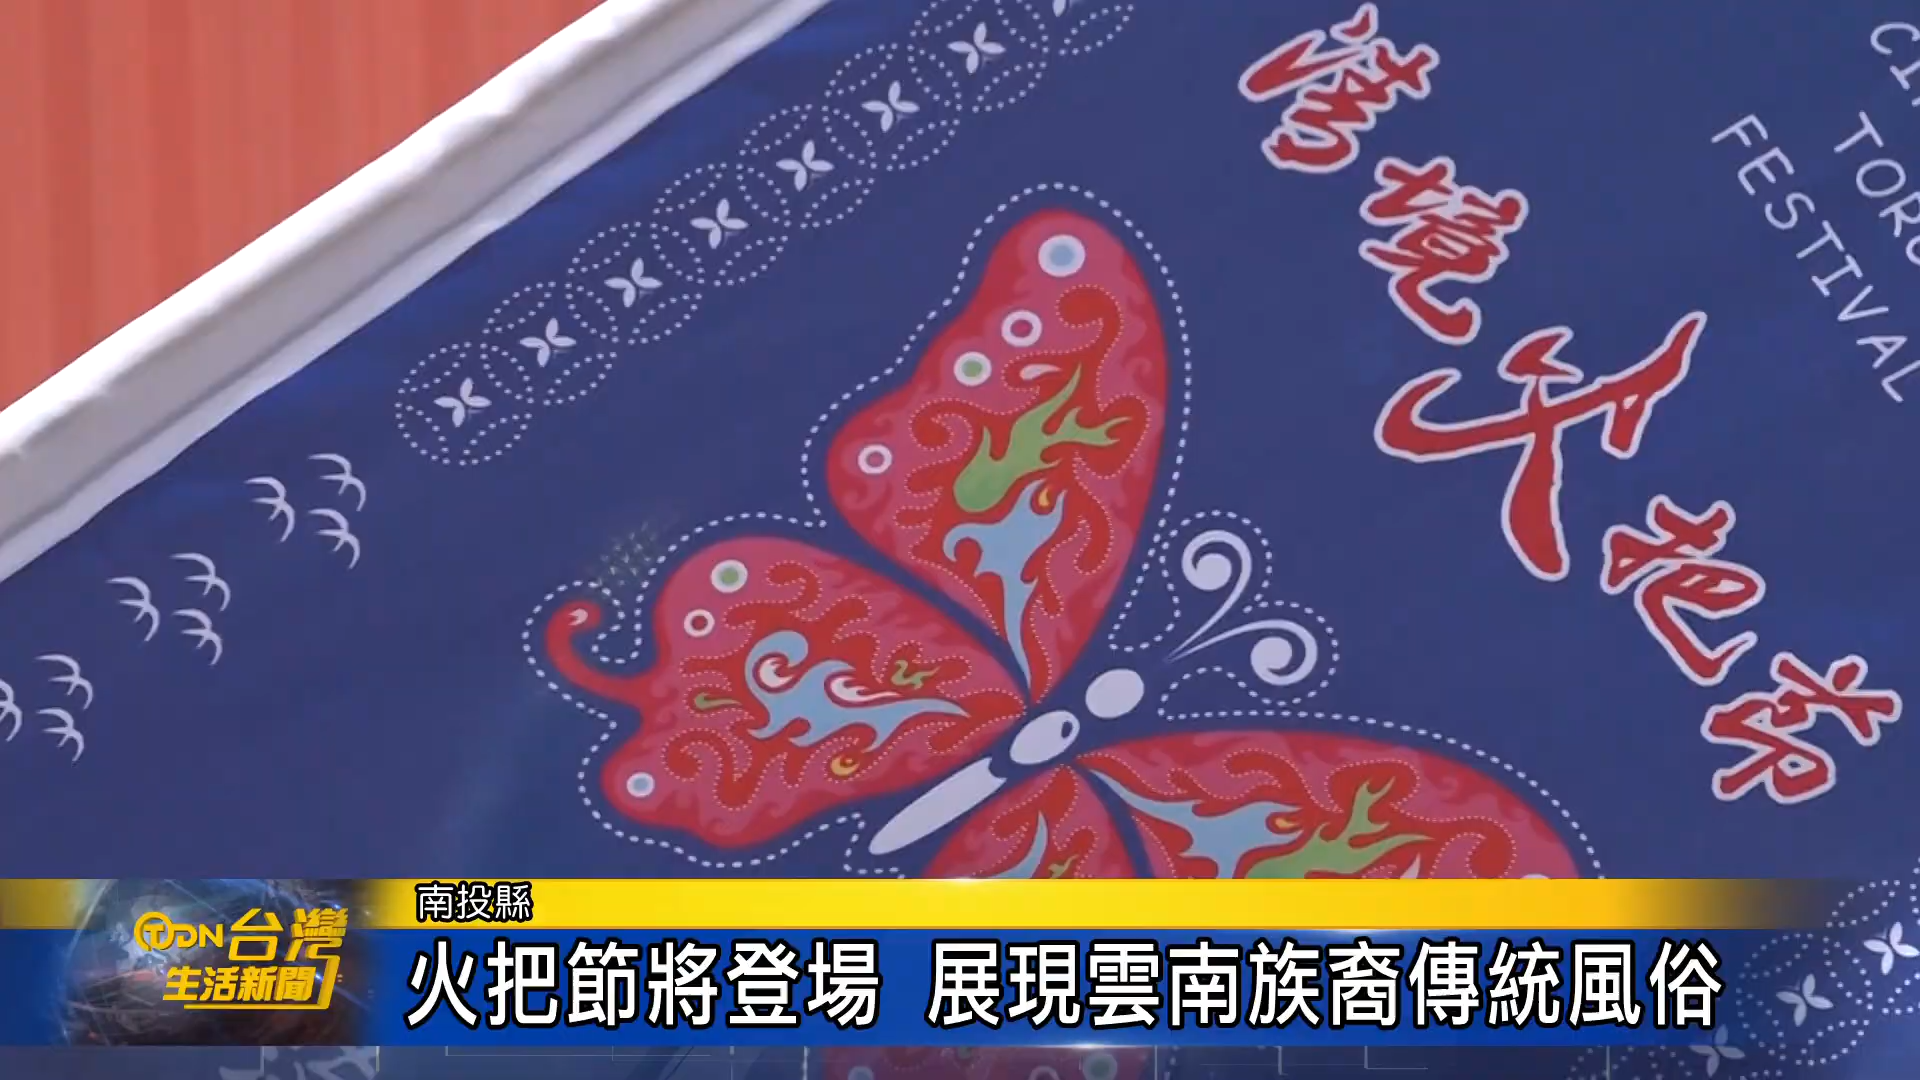 清境火把節
TORCH
FESTIVAL
南投縣
TDN台灣
生活新聞
火把節將登場 展現雲南族裔傳統風俗